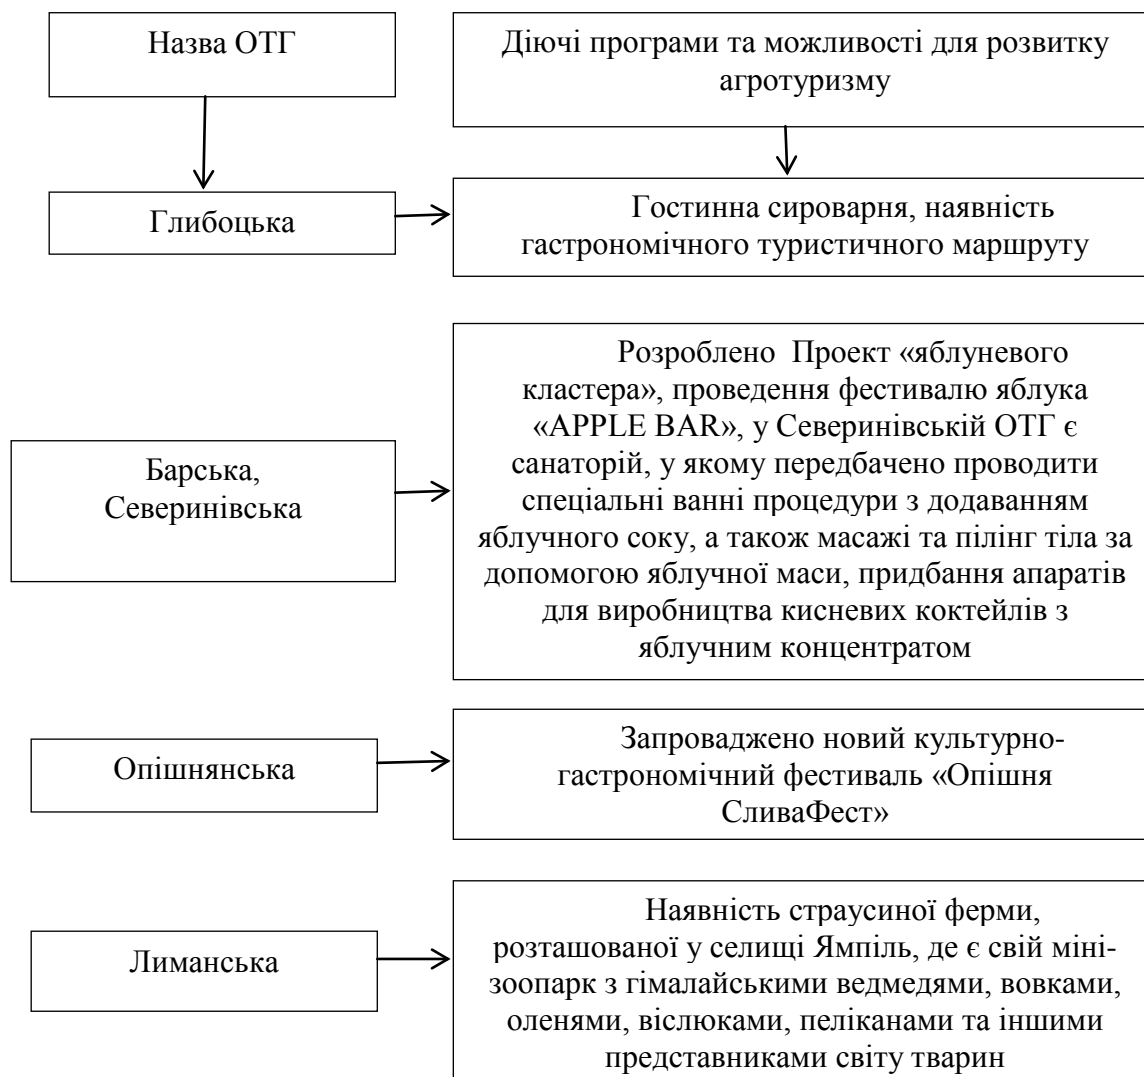 Назва ОТГ
Діючі програми та можливості для розвитку
агротуризму
Глибоцька
Гостинна сироварня, наявність
гастрономічного туристичного маршруту
Барська,
Северинівська
Розроблено Проект «яблуневого
кластера», проведення фестивалю яблука
«APPLE BAR», у Северинівській ОТГ є
санаторій, у якому передбачено проводити
спеціальні ванні процедури з додаванням
яблучного соку, а також масажі та пілінг тіла за
допомогою яблучної маси, придбання апаратів
для виробництва кисневих коктейлів з
яблучним концентратом
Опішнянська
Запроваджено новий культурно-
гастрономічний фестиваль «Опішня
СливаФест»
Лиманська
Наявність страусиної ферми,
розташованої у селищі Ямпіль, де є свій міні-
зоопарк з гімалайськими ведмедями, вовками,
оленями, віслюками, пеліканами та іншими
представниками світу тварин